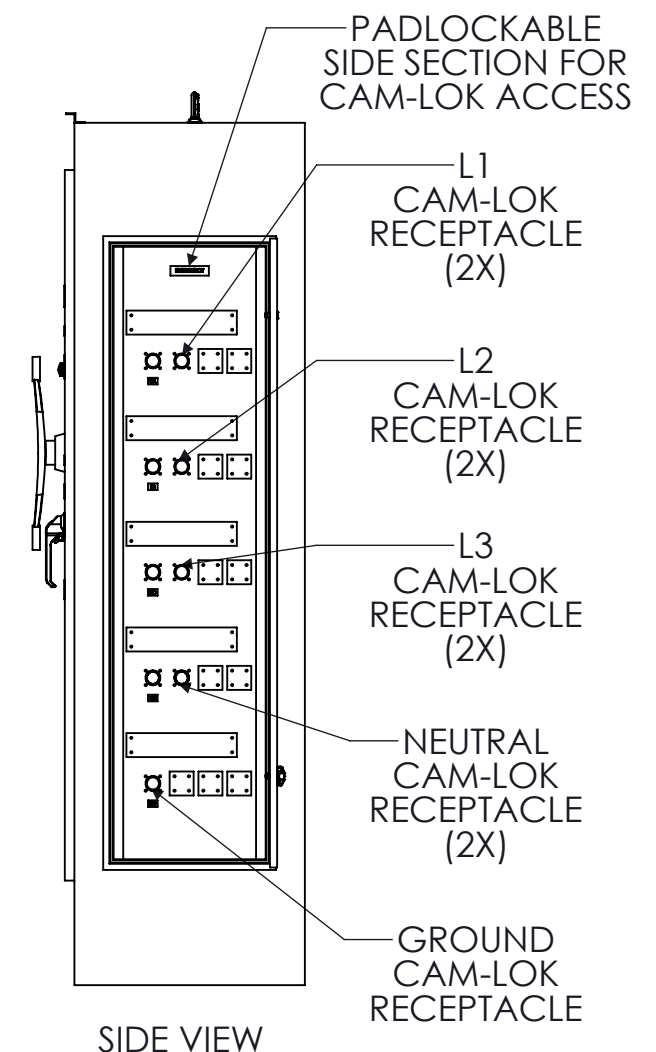 PADLOCKABLE
SIDE SECTION FOR
CAM-LOK ACCESS
L1
CAM-LOK
RECEPTACLE
(2X)
L2
CAM-LOK
RECEPTACLE
(2X)
L3
CAM-LOK
RECEPTACLE
(2X)
NEUTRAL
CAM-LOK
RECEPTACLE
(2X)
GROUND
CAM-LOK
RECEPTACLE
SIDE VIEW